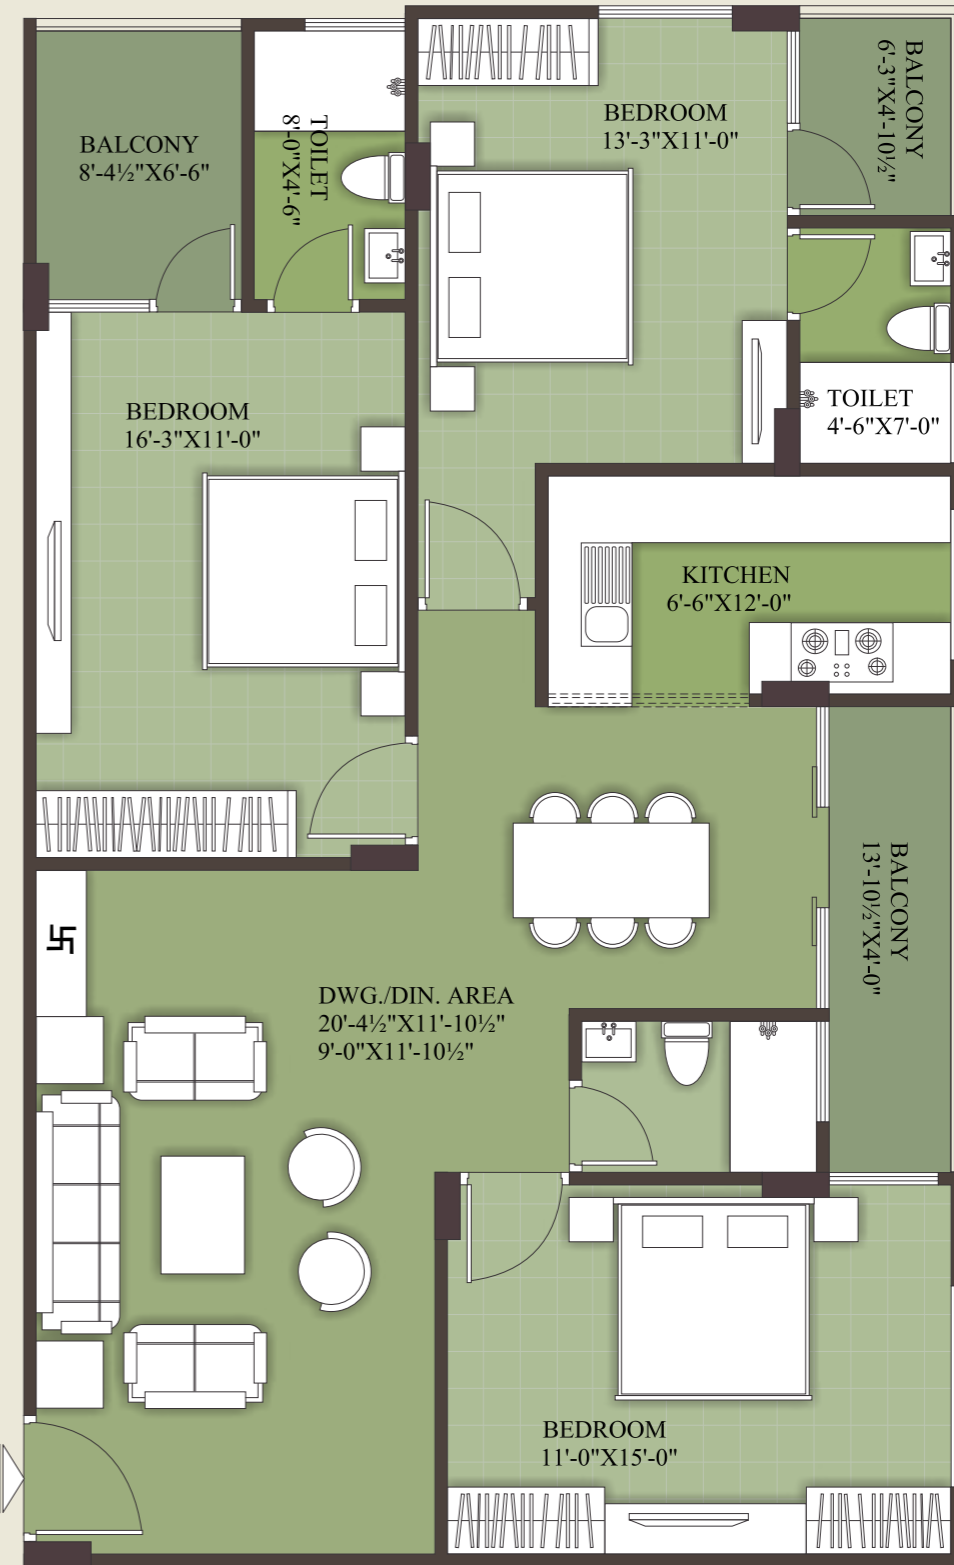 BALCONY
8'-4½"X6'-6"
TOILET
8'-0"X4'-6"
BEDROOM
13'-3"X11'-0"
BALCONY
6'-3"X4'-10½"
BEDROOM
16'-3"X11'-0"
TOILET
4'-6"X7'-0"
KITCHEN
6'-6"X12'-0"
BALCONY
13'-10½"X4'-0"
DWG./DIN. AREA
20'-4½"X11'-10½"
9'-0"X11'-10½"
BEDROOM
11'-0"X15'-0"